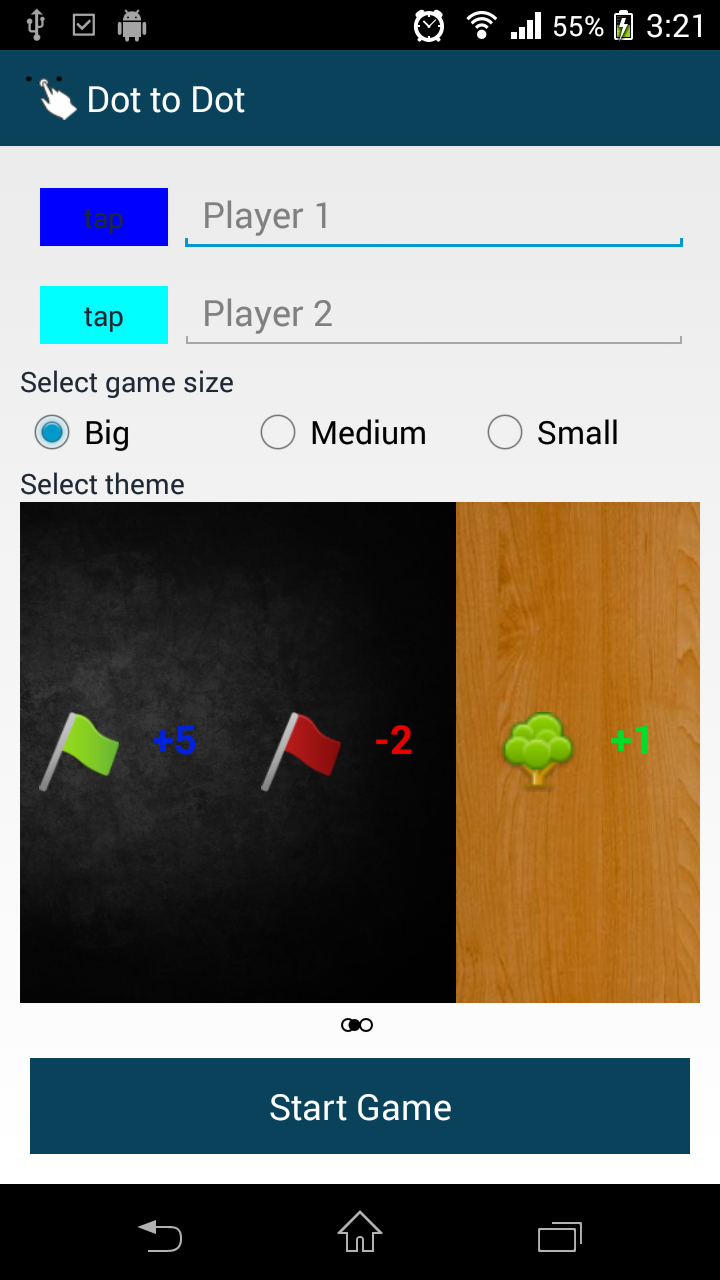 55% 3:21
Dot to Dot
tap Player 1
tap Player 2
Select game size
Big Medium Small
Select theme
+5 -2 +1
Start Game